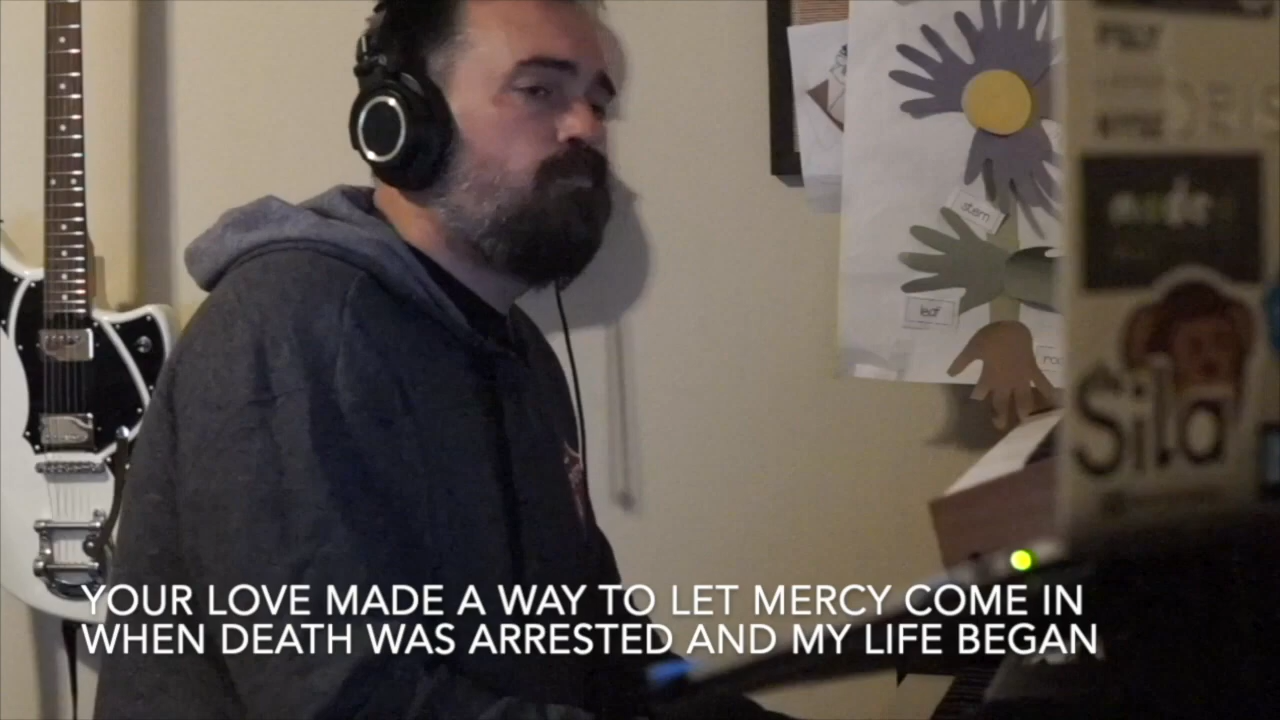 stem
leaf
Sila
YOUR LOVE MADE A WAY TO LET MERCY COME IN
WHEN DEATH WAS ARRESTED AND MY LIFE BEGAN